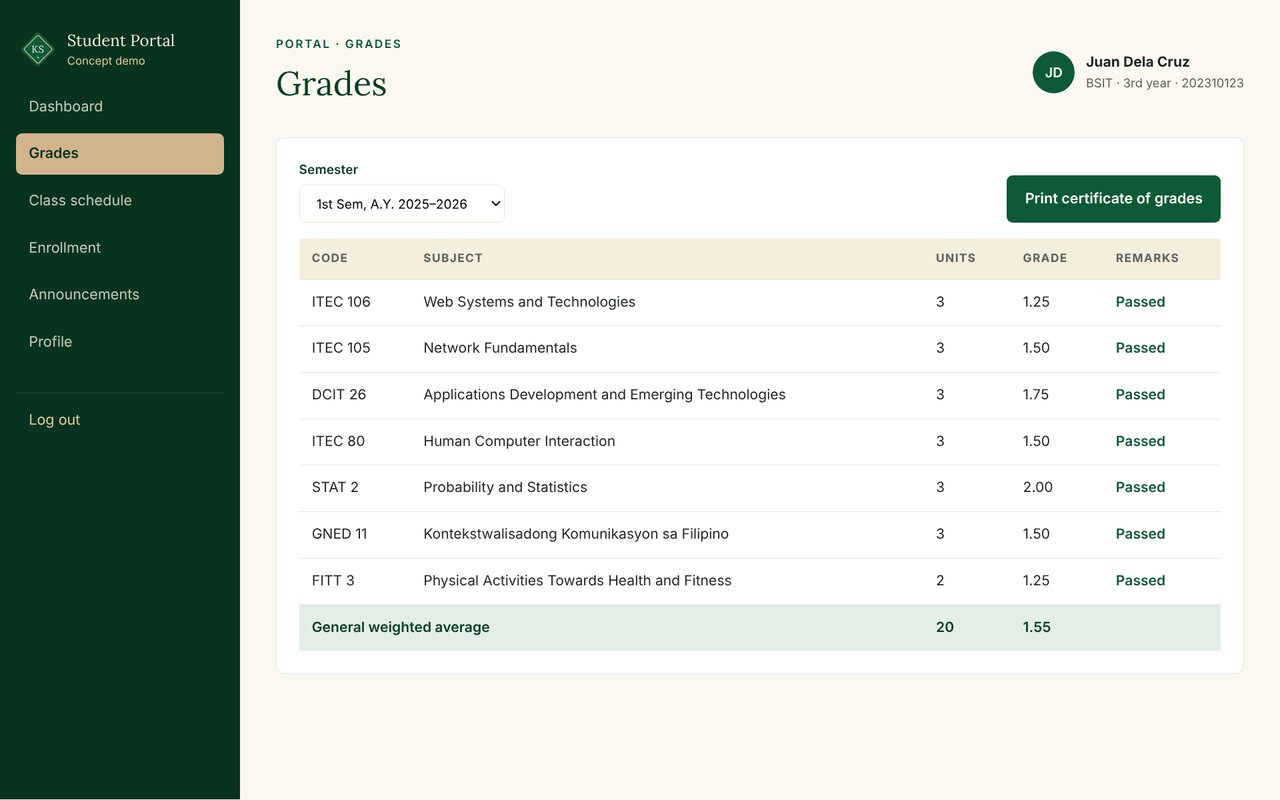 KS
Student Portal
Concept demo
Dashboard
Grades
Class schedule
Enrollment
Announcements
Profile
Log out
PORTAL · GRADES
Grades
JD
Juan Dela Cruz
BSIT · 3rd year · 202310123
Semester
1st Sem, A.Y. 2025–2026
Print certificate of grades
CODE SUBJECT UNITS GRADE REMARKS
ITEC 106 Web Systems and Technologies 3 1.25 Passed
ITEC 105 Network Fundamentals 3 1.50 Passed
DCIT 26 Applications Development and Emerging Technologies 3 1.75 Passed
ITEC 80 Human Computer Interaction 3 1.50 Passed
STAT 2 Probability and Statistics 3 2.00 Passed
GNED 11 Kontekstwalisadong Komunikasyon sa Filipino 3 1.50 Passed
FITT 3 Physical Activities Towards Health and Fitness 2 1.25 Passed
General weighted average 20 1.55